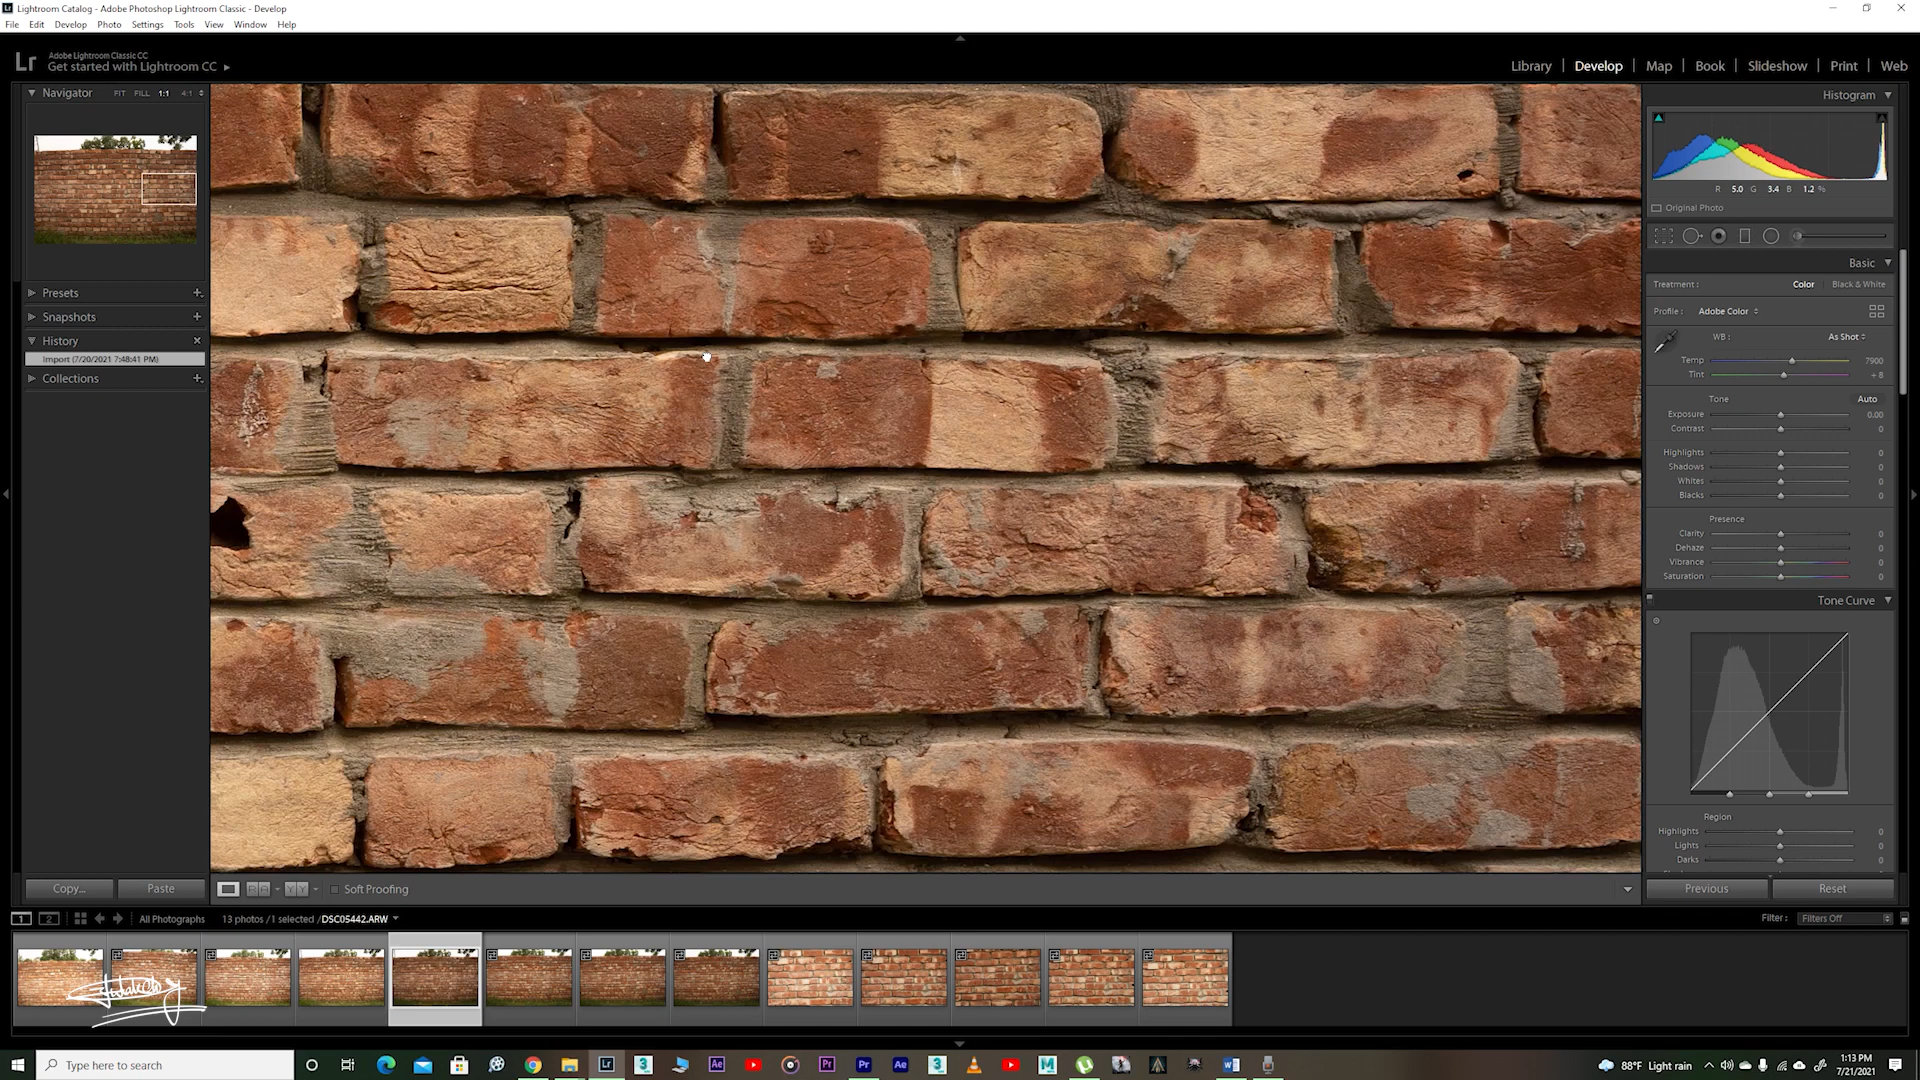 Lightroom Catalog - Adobe Photoshop Lightroom Classic - Develop
File Edit Develop Photo Settings Tools View Window Help
Lr Adobe Lightroom Classic CC
Get started with Lightroom CC
Library | Develop | Map | Book | Slideshow | Print | Web
Navigator FIT FILL 1:1 4:1
Presets
Snapshots
History
Import (7/20/2021 7:48:41 PM)
Collections
Histogram
R 5.0 G 3.4 B 1.2 %
Original Photo
Basic
Treatment : Color Black & White
Profile : Adobe Color
WB : As Shot
Temp 7900
Tint + 8
Tone Auto
Exposure 0.00
Contrast 0
Highlights 0
Shadows 0
Whites 0
Blacks 0
Presence
Clarity 0
Dehaze 0
Vibrance 0
Saturation 0
Tone Curve
Region
Highlights 0
Lights 0
Darks 0
Copy... Paste
Soft Proofing
Previous Reset
1 2 All Photographs 13 photos / 1 selected / DSC05442.ARW
Filter : Filters Off
Type here to search
88°F Light rain
1:13 PM
7/21/2021